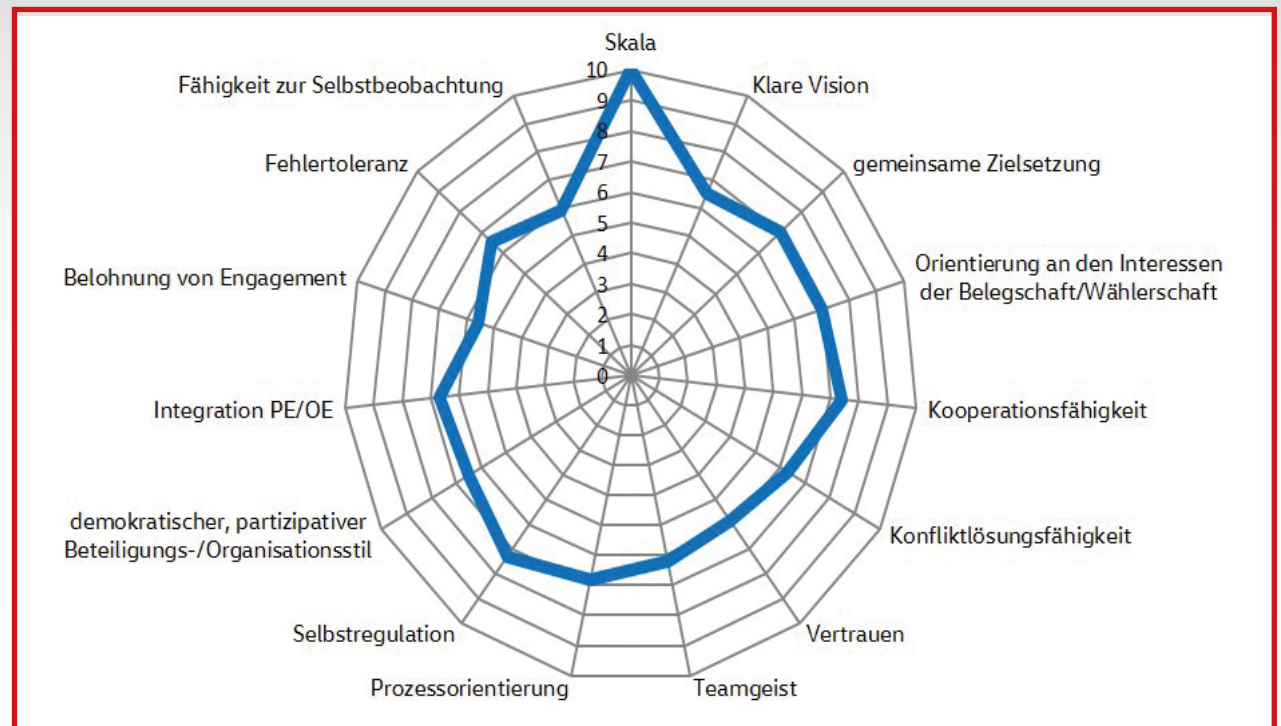 Skala
Klare Vision
gemeinsame Zielsetzung
Orientierung an den Interessen
der Belegschaft/Wählerschaft
Kooperationsfähigkeit
Konfliktlösungsfähigkeit
Vertrauen
Teamgeist
Prozessorientierung
Selbstregulation
demokratischer, partizipativer
Beteiligungs-/Organisationsstil
Integration PE/OE
Belohnung von Engagement
Fehlertoleranz
Fähigkeit zur Selbstbeobachtung
10
9
8
7
6
5
4
3
2
1
0